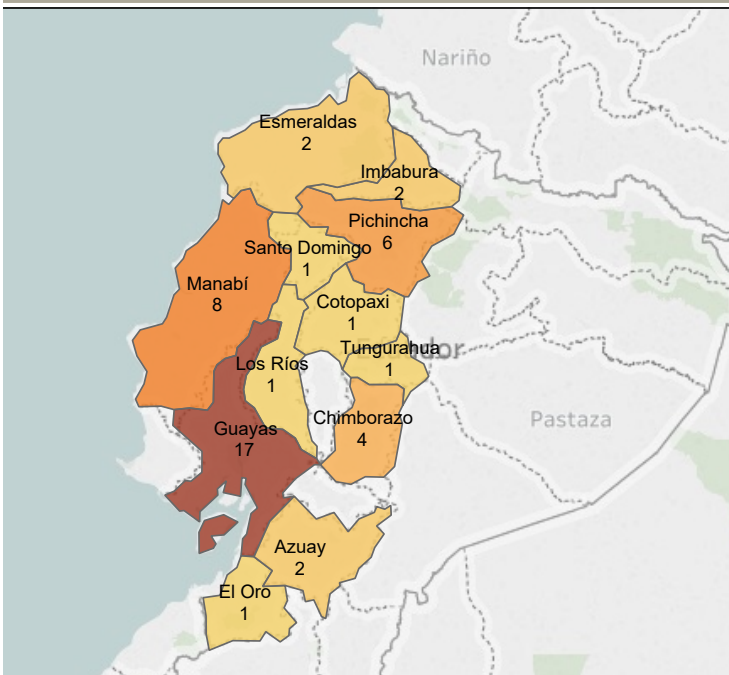 Nariño
Esmeraldas
2
Imbabura
2
Pichincha
6
Santo Domingo
1
Manabí
8
Cotopaxi
1
Tungurahua
1
Los Ríos
1
Chimborazo
4
Pastaza
Guayas
17
Azuay
2
El Oro
1